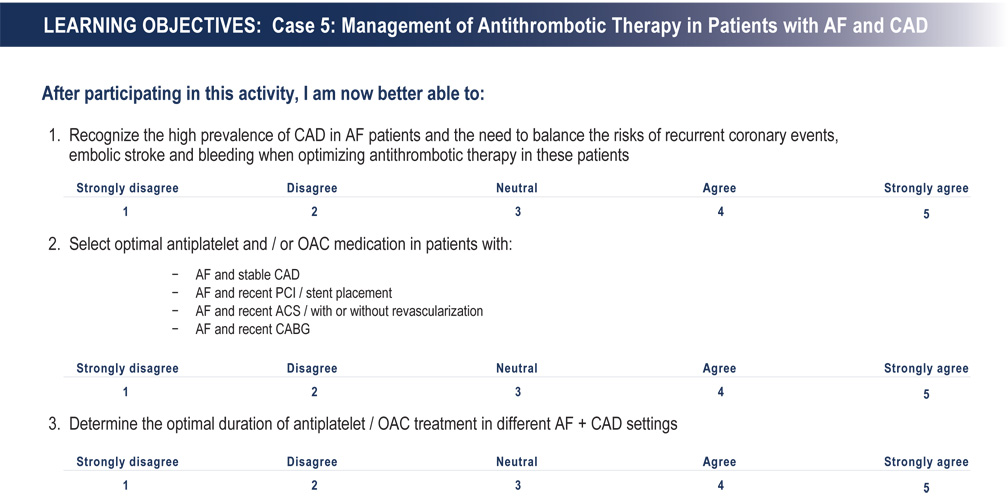 LEARNING OBJECTIVES: Case 5: Management of Antithrombotic Therapy in Patients with AF and CAD
After participating in this activity, I am now better able to:
1. Recognize the high prevalence of CAD in AF patients and the need to balance the risks of recurrent coronary events,
embolic stroke and bleeding when optimizing antithrombotic therapy in these patients
Strongly disagree Disagree Neutral Agree Strongly agree
1 2 3 4 5
2. Select optimal antiplatelet and / or OAC medication in patients with:
– AF and stable CAD
– AF and recent PCI / stent placement
– AF and recent ACS / with or without revascularization
– AF and recent CABG
Strongly disagree Disagree Neutral Agree Strongly agree
1 2 3 4 5
3. Determine the optimal duration of antiplatelet / OAC treatment in different AF + CAD settings
Strongly disagree Disagree Neutral Agree Strongly agree
1 2 3 4 5